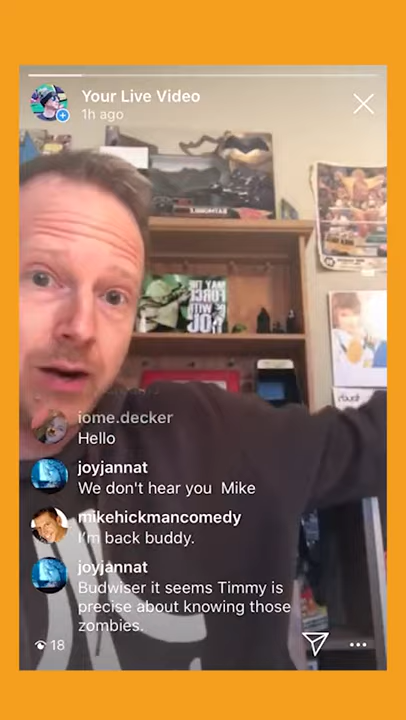 Your Live Video
1h ago
MAY THE
FORCE
BE WITH
YOU
iome.decker
Hello
joyjannat
We don't hear you  Mike
mikehickmancomedy
I'm back buddy.
joyjannat
Budwiser it seems Timmy is
precise about knowing those
zombies.
18